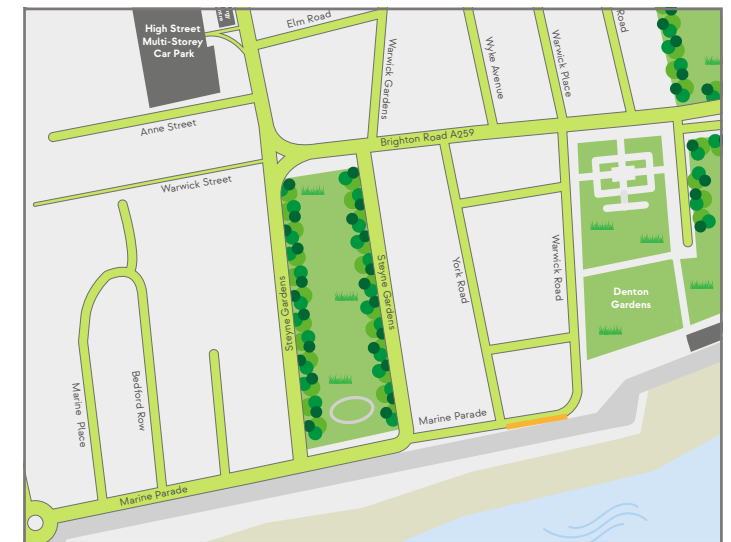 High Street
Multi-Storey
Car Park
Elm Road
Warwick Gardens
Wyke Avenue
Warwick Place
Road
Anne Street
Brighton Road A259
Warwick Street
Steyne Gardens
Steyne Gardens
York Road
Warwick Road
Denton
Gardens
Marine Place
Bedford Row
Marine Parade
Marine Parade